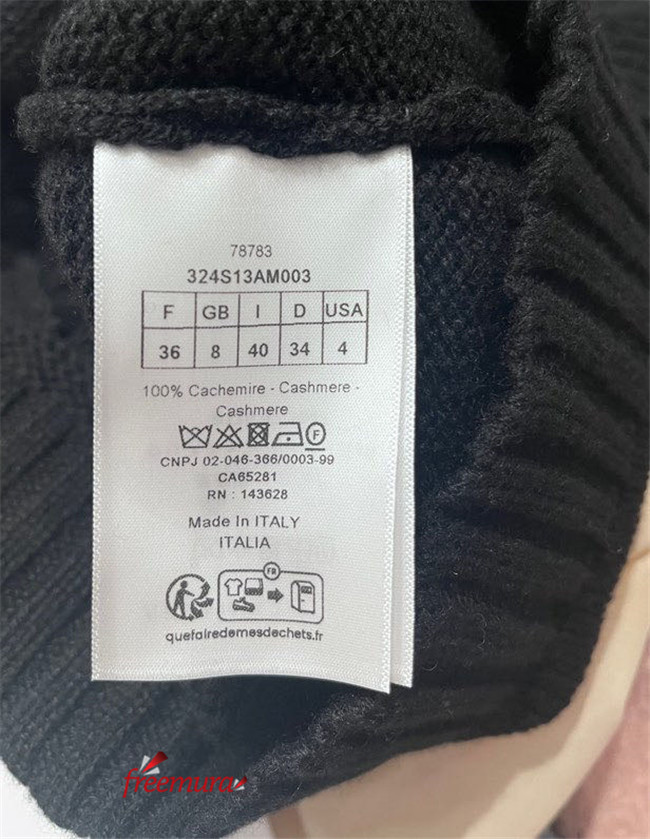 78783
324S13AM003
F GB I D USA
36 8 40 34 4
100% Cachemire - Cashmere -
Cashmere
F
CNPJ 02-046-366/0003-99
CA65281
RN : 143628
Made In ITALY
ITALIA
FR
quefairedemesdechets.fr
freemura